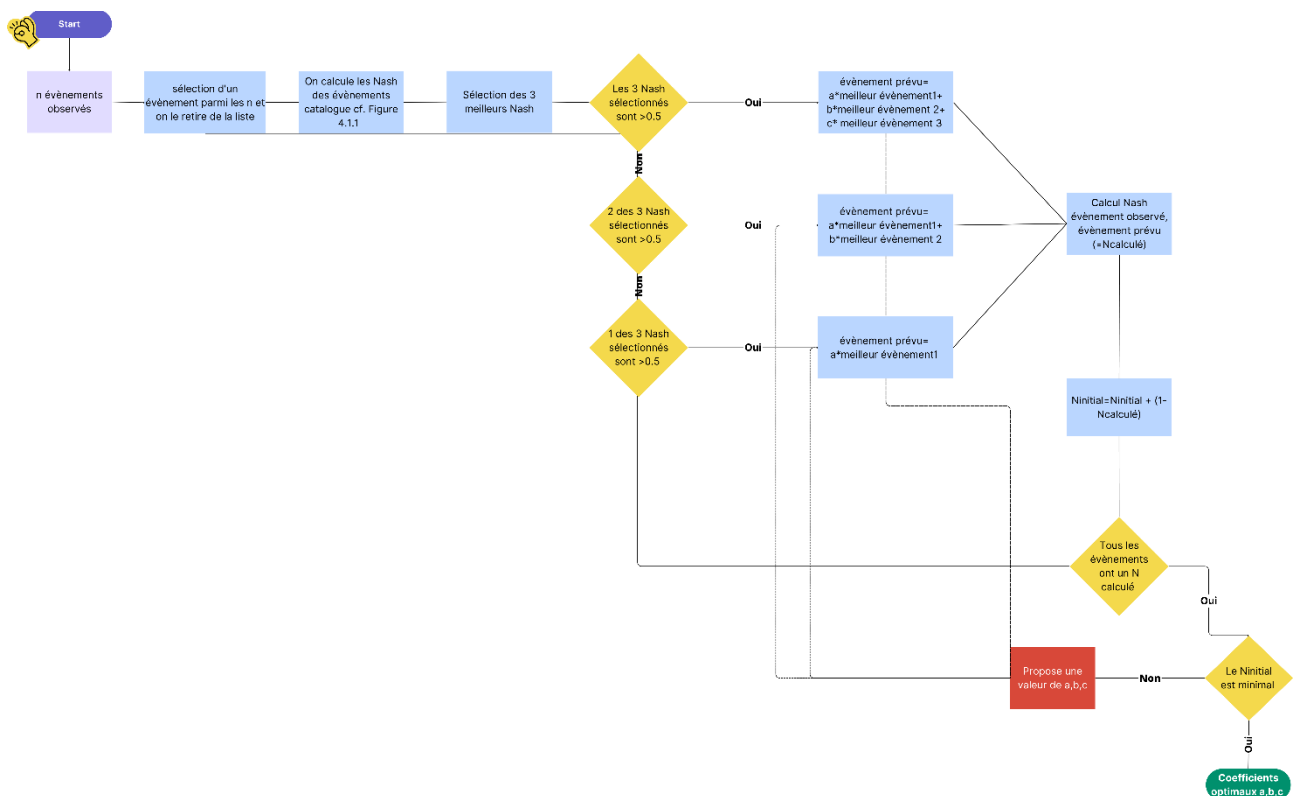 Start
n évènements
observés
sélection d'un
évènement parmi les n et
on le retire de la liste
On calcule les Nash
des évènements
catalogue cf. Figure
4.1.1
Sélection des 3
meilleurs Nash
Les 3 Nash
sélectionnés
sont >0.5
Oui
évènement prévu=
a*meilleur évènement1+
b*meilleur évènement 2+
c* meilleur évènement 3
Non
2 des 3 Nash
sélectionnés
sont >0.5
Oui
évènement prévu=
a*meilleur évènement1+
b*meilleur évènement 2
Calcul Nash
évènement observé,
évènement prévu
(=Ncalculé)
Non
1 des 3 Nash
sélectionnés
sont >0.5
Oui
évènement prévu=
a*meilleur évènement1
Ninitial=Ninitial + (1-
Ncalculé)
Tous les
évènements
ont un N
calculé
Oui
Propose une
valeur de a,b,c
Non
Le Ninitial
est minimal
Oui
Coefficients
optimaux a,b,c